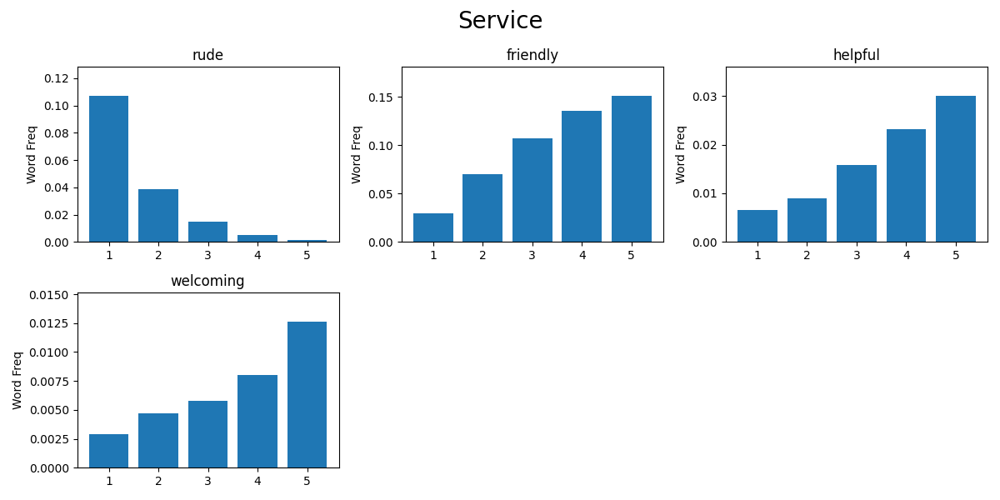 Service
rude
friendly
helpful
Word Freq
0.12
0.10
0.08
0.06
0.04
0.02
0.00
1 2 3 4 5
Word Freq
0.15
0.10
0.05
0.00
1 2 3 4 5
Word Freq
0.03
0.02
0.01
0.00
1 2 3 4 5
welcoming
Word Freq
0.0150
0.0125
0.0100
0.0075
0.0050
0.0025
0.0000
1 2 3 4 5